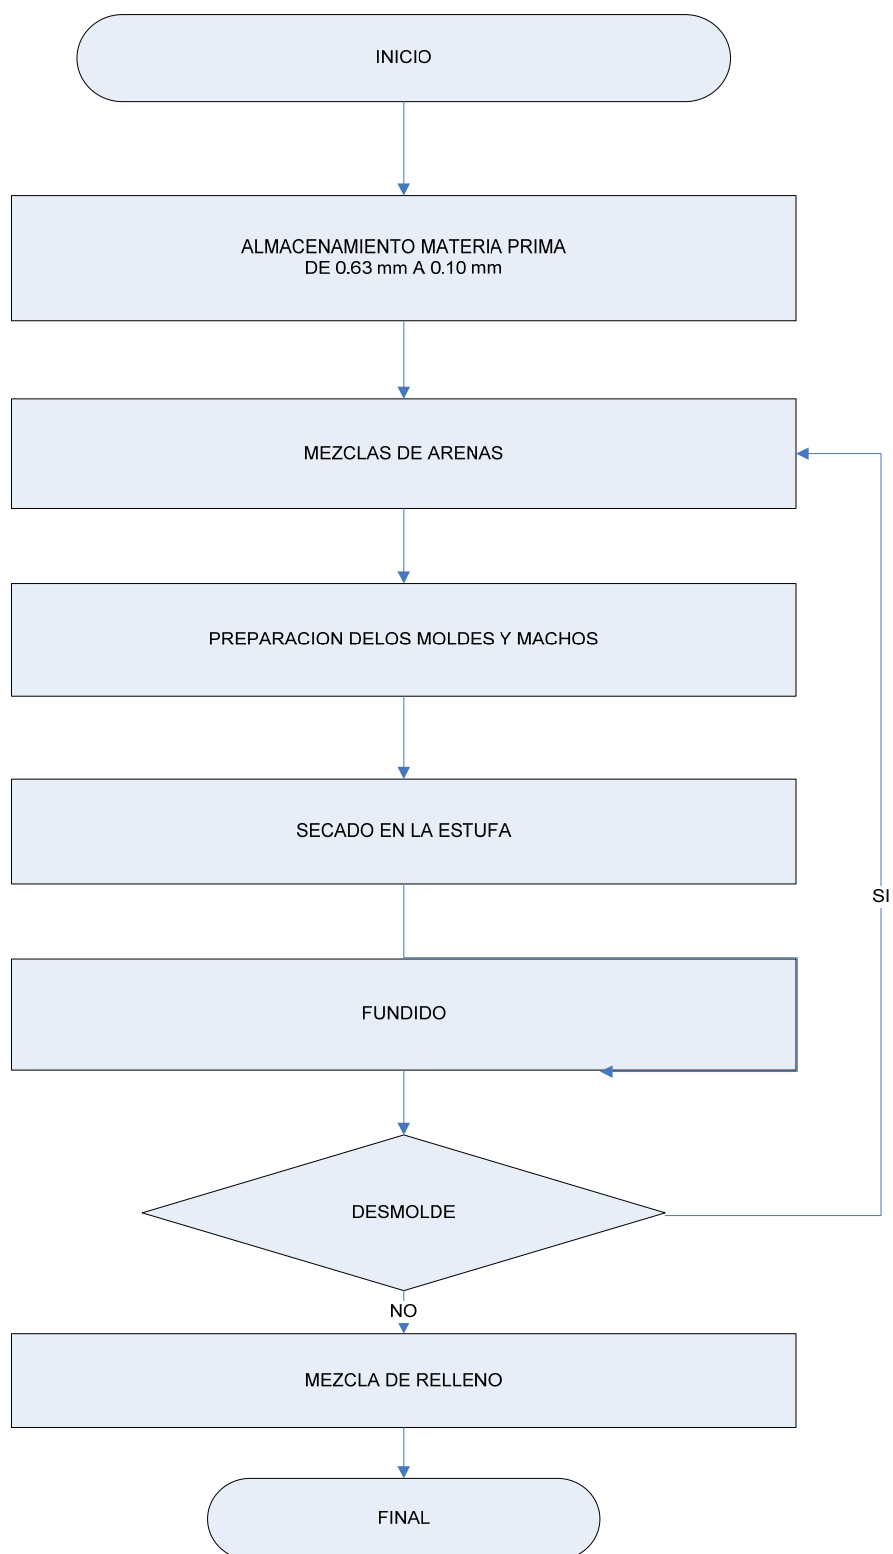 INICIO
ALMACENAMIENTO MATERIA PRIMA
DE 0.63 mm A 0.10 mm
MEZCLAS DE ARENAS
PREPARACION DELOS MOLDES Y MACHOS
SECADO EN LA ESTUFA
SI
FUNDIDO
DESMOLDE
NO
MEZCLA DE RELLENO
FINAL